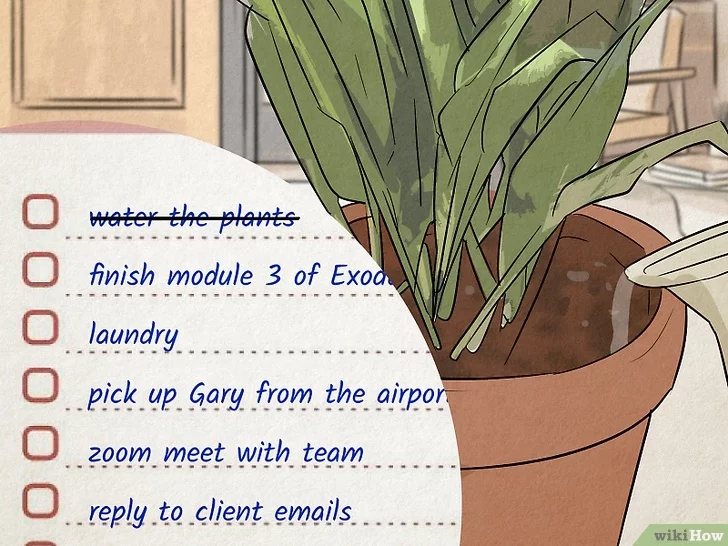 water the plants
finish module 3 of
laundry
pick up Gary from the
zoom meet with team
reply to client emails
wikiHow